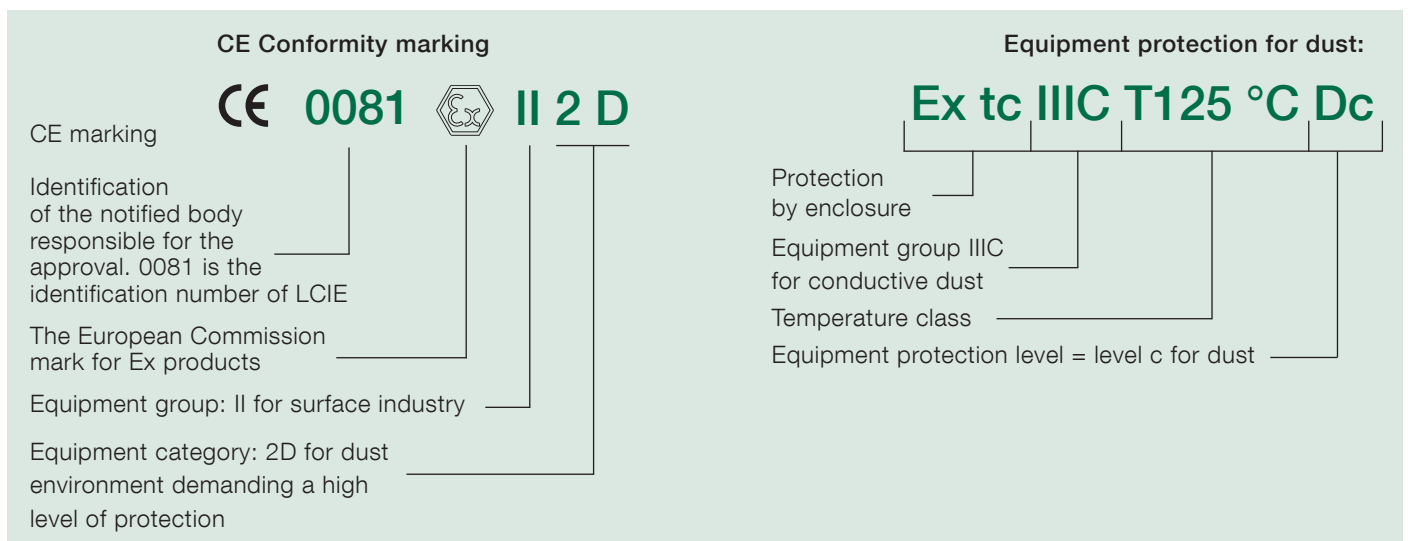 CE Conformity marking
CE 0081 Ex II 2 D
CE marking
Identification
of the notified body
responsible for the
approval. 0081 is the
identification number of LCIE
The European Commission
mark for Ex products
Equipment group: II for surface industry
Equipment category: 2D for dust
environment demanding a high
level of protection
Equipment protection for dust:
Ex tc IIIC T125 °C Dc
Protection
by enclosure
Equipment group IIIC
for conductive dust
Temperature class
Equipment protection level = level c for dust